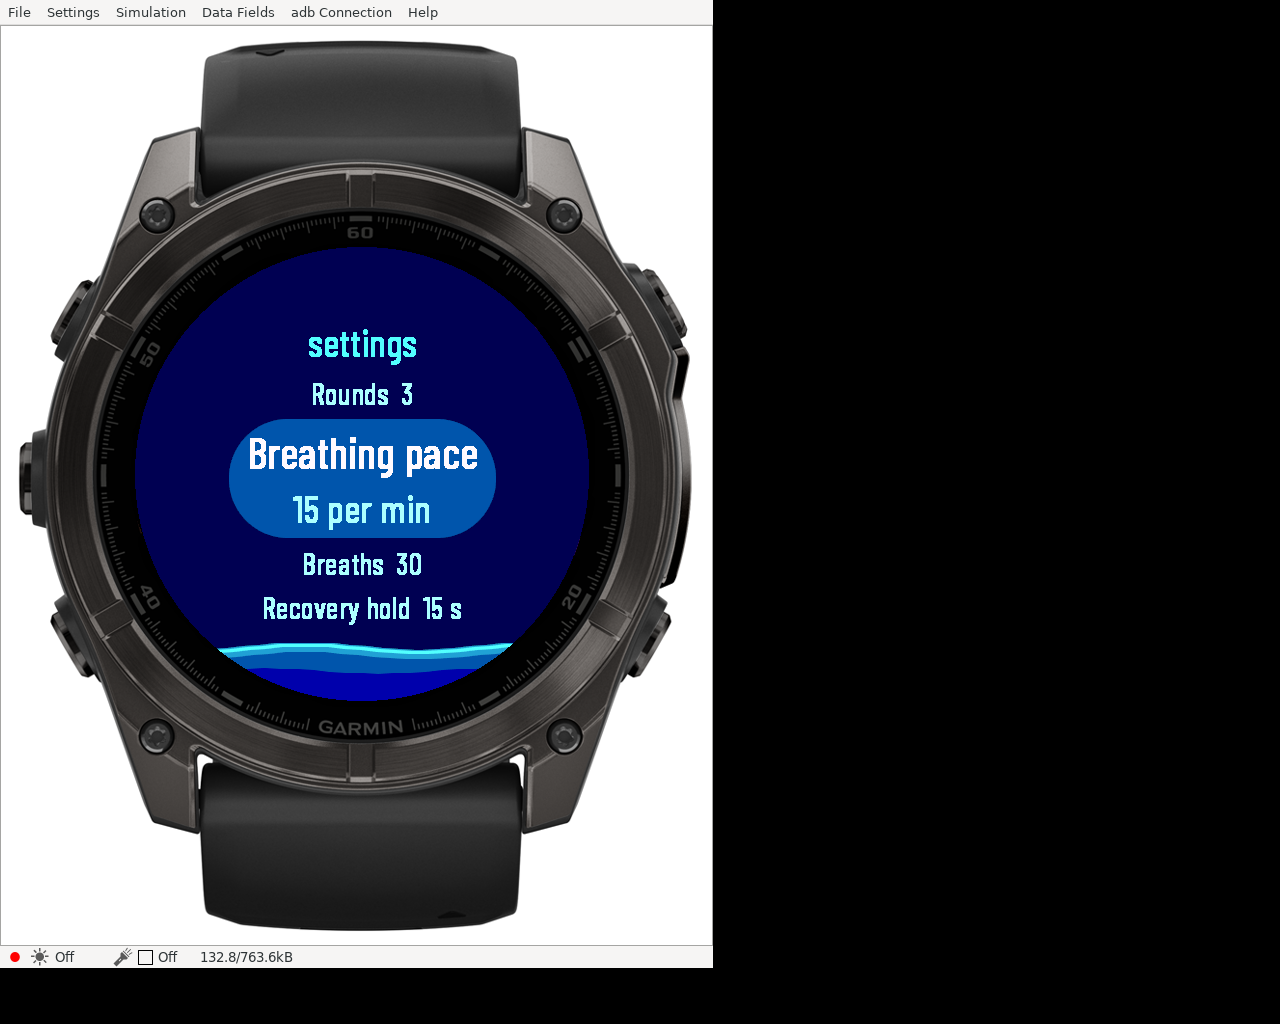 File Settings Simulation Data Fields adb Connection Help
60
settings
50
Rounds 3
Breathing pace
15 per min
Breaths 30
Recovery hold 15 s
40
20
GARMIN
Off Off 132.8/763.6kB